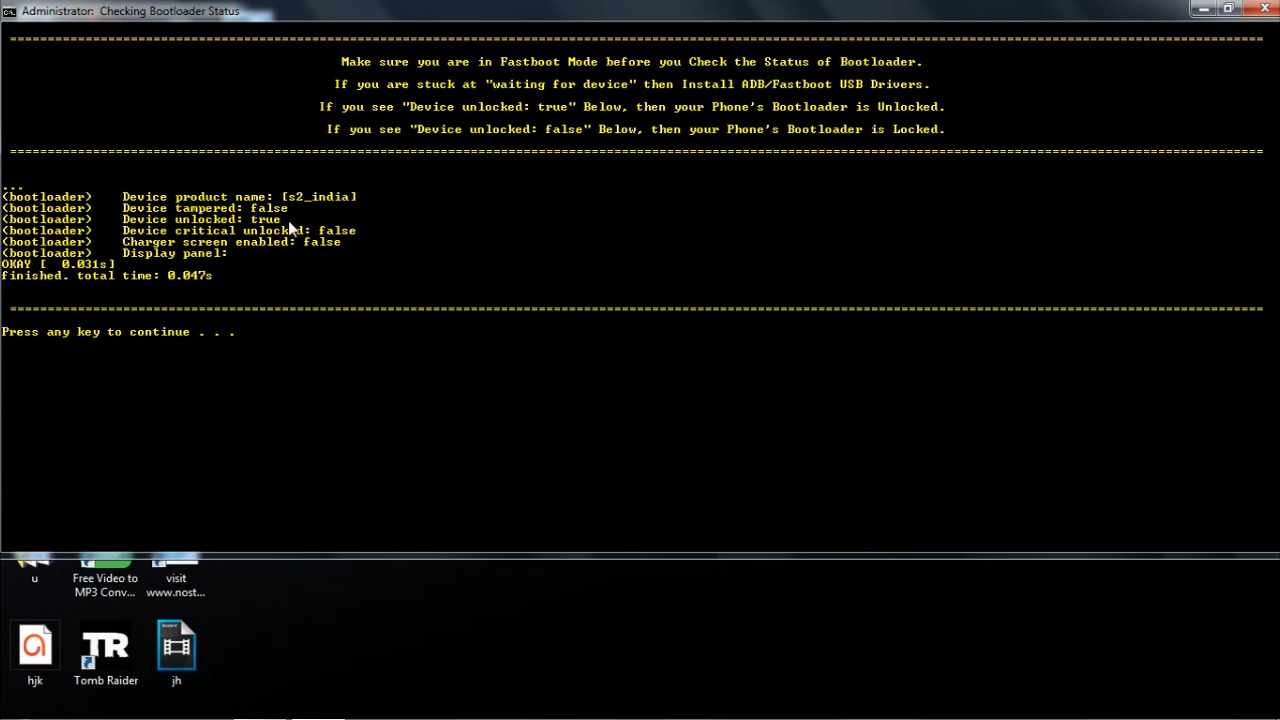 Administrator: Checking Bootloader Status
================================================================================
Make sure you are in Fastboot Mode before you Check the Status of Bootloader.
If you are stuck at "waiting for device" then Install ADB/Fastboot USB Drivers.
If you see "Device unlocked: true" Below, then your Phone's Bootloader is Unlocked.
If you see "Device unlocked: false" Below, then your Phone's Bootloader is Locked.
================================================================================
...
(bootloader) Device product name: [s2_india]
(bootloader) Device tampered: false
(bootloader) Device unlocked: true
(bootloader) Device critical unlocked: false
(bootloader) Charger screen enabled: false
(bootloader) Display panel:
OKAY [ 0.031s]
finished. total time: 0.047s
================================================================================
Press any key to continue . . .
u
Free Video to MP3 Conv...
visit www.nost...
TR
SONY
hjk
Tomb Raider
jh